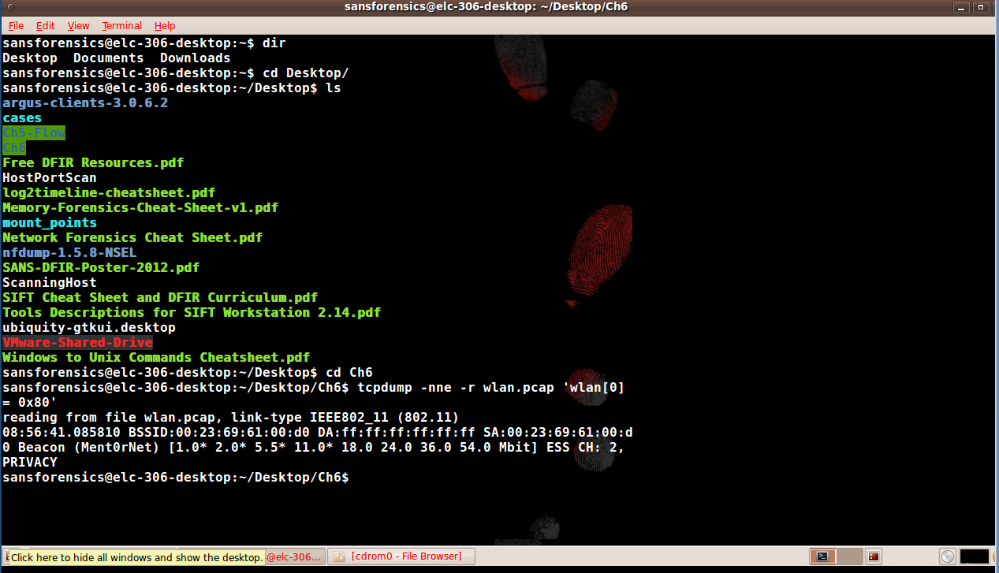 sansforensics@elc-306-desktop: ~/Desktop/Ch6
File Edit View Terminal Help
sansforensics@elc-306-desktop:~$ dir
Desktop  Documents  Downloads
sansforensics@elc-306-desktop:~$ cd Desktop/
sansforensics@elc-306-desktop:~/Desktop$ ls
argus-clients-3.0.6.2
cases
Ch5-Flow
Ch6
Free DFIR Resources.pdf
HostPortScan
log2timeline-cheatsheet.pdf
Memory-Forensics-Cheat-Sheet-v1.pdf
mount_points
Network Forensics Cheat Sheet.pdf
nfdump-1.5.8-NSEL
SANS-DFIR-Poster-2012.pdf
ScanningHost
SIFT Cheat Sheet and DFIR Curriculum.pdf
Tools Descriptions for SIFT Workstation 2.14.pdf
ubiquity-gtkui.desktop
VMware-Shared-Drive
Windows to Unix Commands Cheatsheet.pdf
sansforensics@elc-306-desktop:~/Desktop$ cd Ch6
sansforensics@elc-306-desktop:~/Desktop/Ch6$ tcpdump -nne -r wlan.pcap 'wlan[0]
= 0x80'
reading from file wlan.pcap, link-type IEEE802_11 (802.11)
08:56:41.085810 BSSID:00:23:69:61:00:d0 DA:ff:ff:ff:ff:ff:ff SA:00:23:69:61:00:d
0 Beacon (Ment0rNet) [1.0* 2.0* 5.5* 11.0* 18.0 24.0 36.0 54.0 Mbit] ESS CH: 2,
PRIVACY
sansforensics@elc-306-desktop:~/Desktop/Ch6$
Click here to hide all windows and show the desktop. @elc-306... [cdrom0 - File Browser]